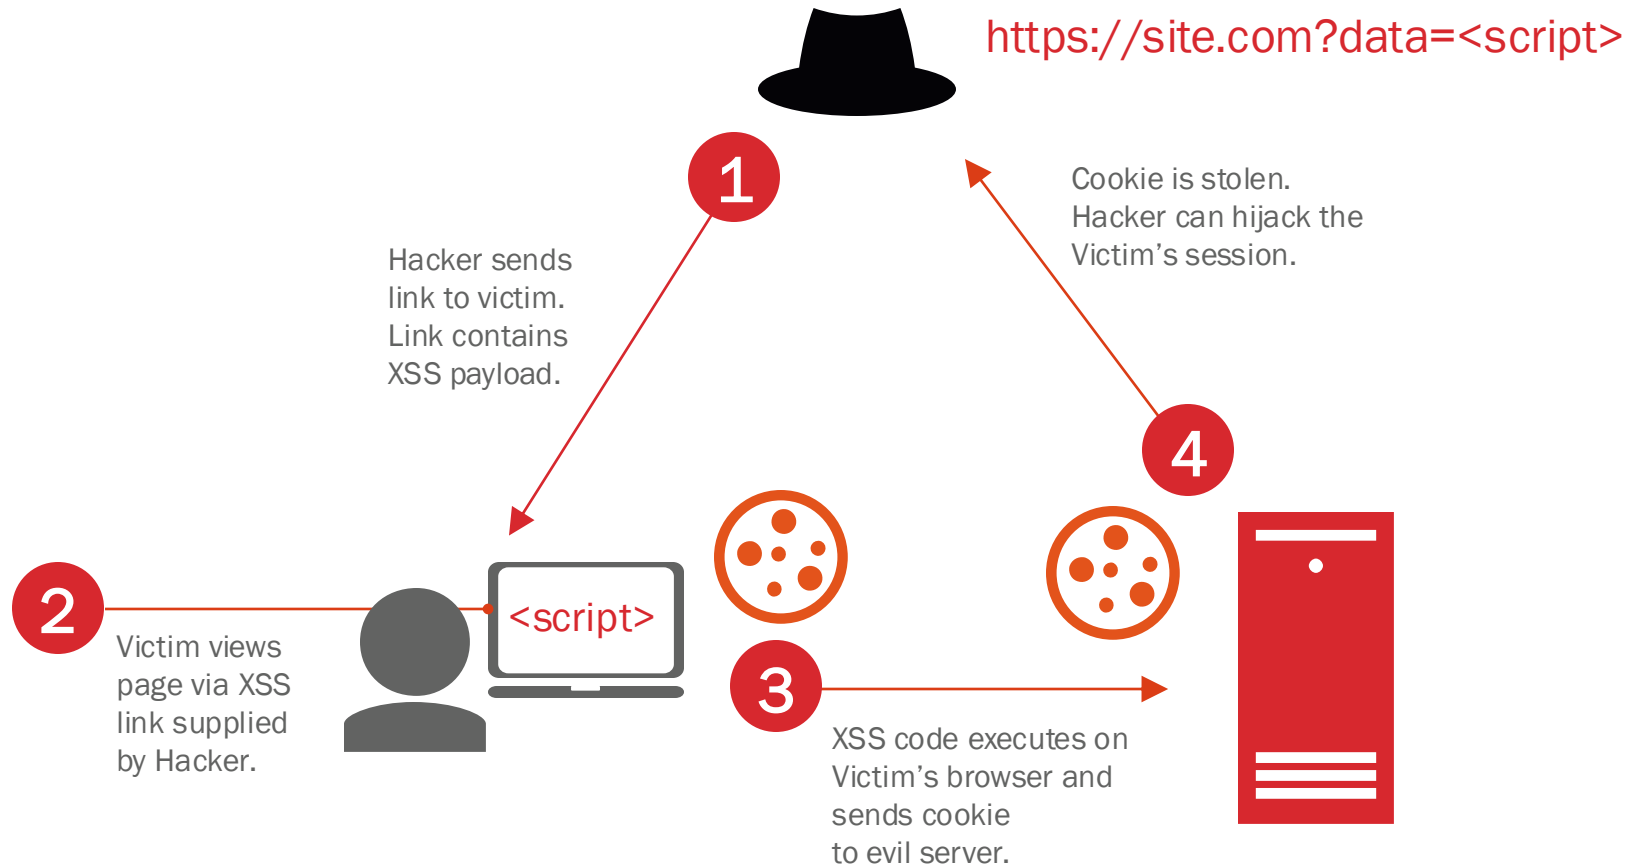 https://site.com?data=<script>
1
Hacker sends
link to victim.
Link contains
XSS payload.
Cookie is stolen.
Hacker can hijack the
Victim’s session.
4
2
<script>
Victim views
page via XSS
link supplied
by Hacker.
3
XSS code executes on
Victim’s browser and
sends cookie
to evil server.